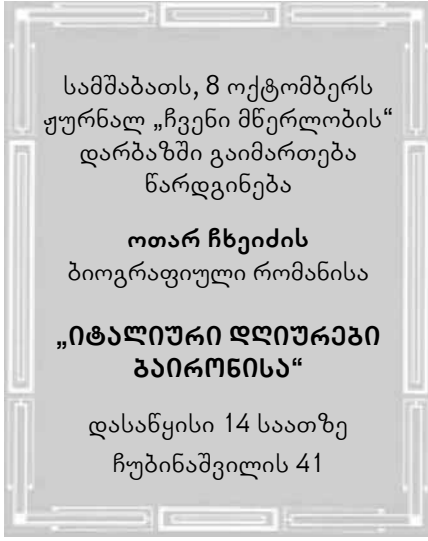 სამშაბათს, 8 ოქტომბერს
ჟურნალ „ჩვენი მწერლობის“
დარბაზში გაიმართება
წარდგინება
ოთარ ჩხეიძის
ბიოგრაფიული რომანისა
„იტალიური დღიურები
ბაირონისა“
დასაწყისი 14 საათზე
ჩუბინაშვილის 41